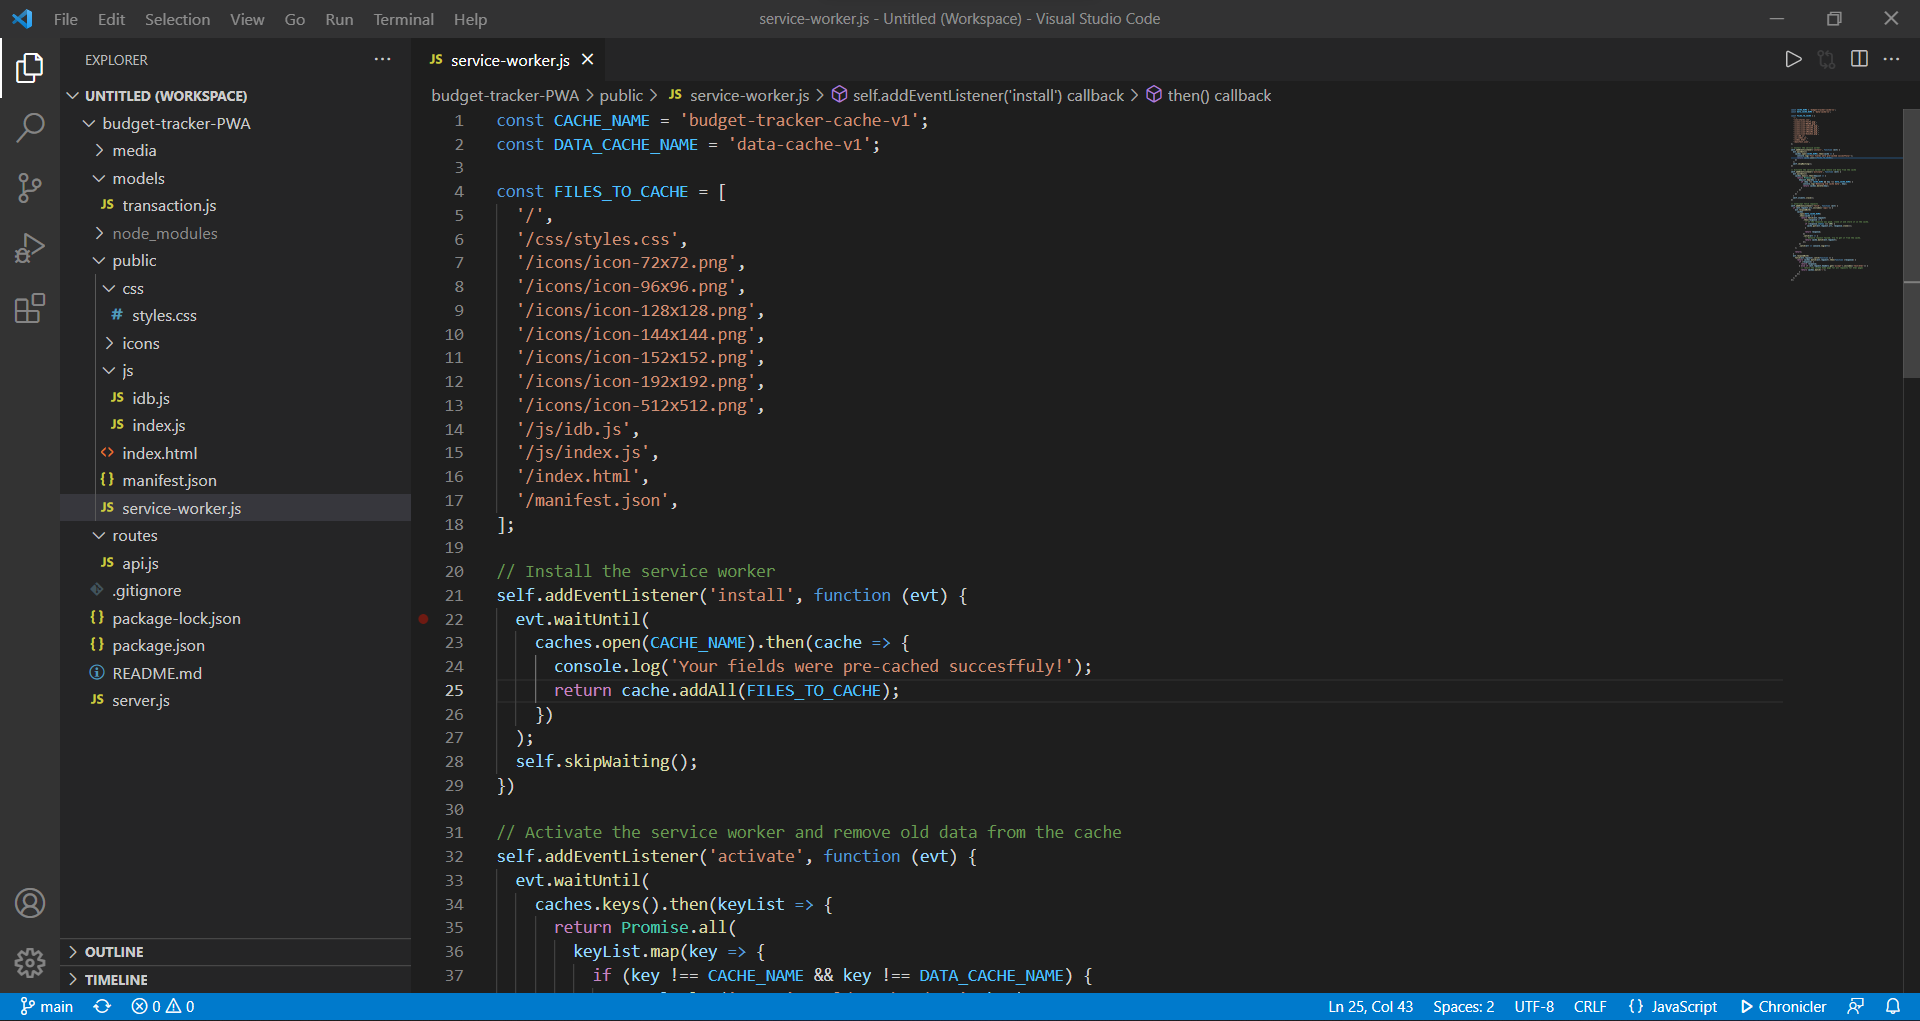 File Edit Selection View Go Run Terminal Help
service-worker.js - Untitled (Workspace) - Visual Studio Code
EXPLORER
UNTITLED (WORKSPACE)
budget-tracker-PWA
media
models
JS transaction.js
node_modules
public
css
# styles.css
icons
js
JS idb.js
JS index.js
<> index.html
{} manifest.json
JS service-worker.js
routes
JS api.js
.gitignore
{} package-lock.json
{} package.json
README.md
JS server.js
OUTLINE
TIMELINE
JS service-worker.js
budget-tracker-PWA > public > JS service-worker.js > self.addEventListener('install') callback > then() callback
1 const CACHE_NAME = 'budget-tracker-cache-v1';
2 const DATA_CACHE_NAME = 'data-cache-v1';
3
4 const FILES_TO_CACHE = [
5 '/',
6 '/css/styles.css',
7 '/icons/icon-72x72.png',
8 '/icons/icon-96x96.png',
9 '/icons/icon-128x128.png',
10 '/icons/icon-144x144.png',
11 '/icons/icon-152x152.png',
12 '/icons/icon-192x192.png',
13 '/icons/icon-512x512.png',
14 '/js/idb.js',
15 '/js/index.js',
16 '/index.html',
17 '/manifest.json',
18 ];
19
20 // Install the service worker
21 self.addEventListener('install', function (evt) {
22 evt.waitUntil(
23 caches.open(CACHE_NAME).then(cache => {
24 console.log('Your fields were pre-cached succesffuly!');
25 return cache.addAll(FILES_TO_CACHE);
26 })
27 );
28 self.skipWaiting();
29 })
30
31 // Activate the service worker and remove old data from the cache
32 self.addEventListener('activate', function (evt) {
33 evt.waitUntil(
34 caches.keys().then(keyList => {
35 return Promise.all(
36 keyList.map(key => {
37 if (key !== CACHE_NAME && key !== DATA_CACHE_NAME) {
main 0 0 Ln 25, Col 43 Spaces: 2 UTF-8 CRLF {} JavaScript Chronicler